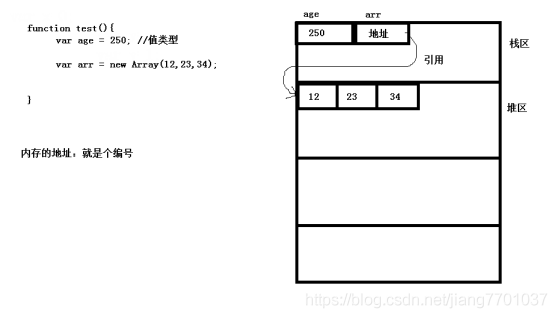 function test(){
var age = 250; //值类型
var arr = new Array(12,23,34);
}
内存的地址：就是个编号
age arr
250 地址 栈区
引用
12 23 34 堆区
https://blog.csdn.net/jiang7701037